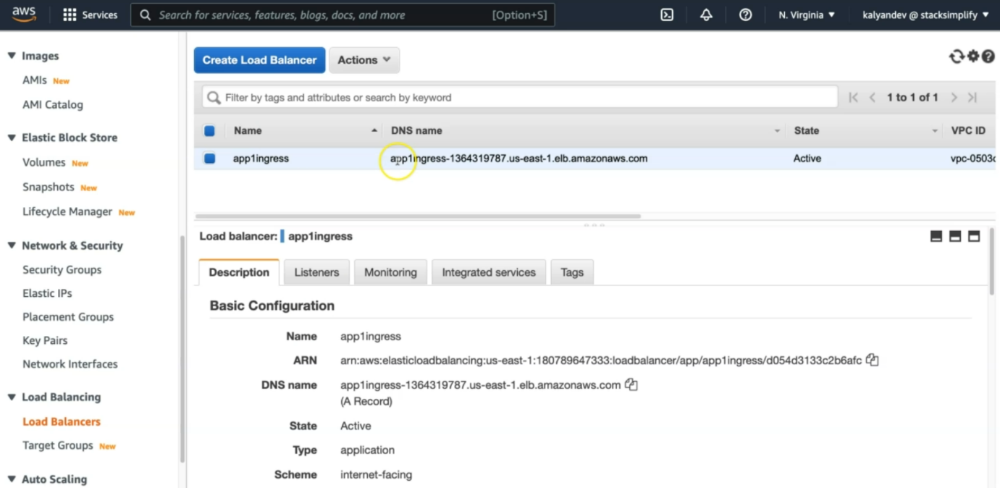 aws
Services
Search for services, features, blogs, docs, and more
[Option+S]
N. Virginia
kalyandev @ stacksimplify
Images
AMIs New
AMI Catalog
Elastic Block Store
Volumes New
Snapshots New
Lifecycle Manager New
Network & Security
Security Groups
Elastic IPs
Placement Groups
Key Pairs
Network Interfaces
Load Balancing
Load Balancers
Target Groups New
Auto Scaling
Create Load Balancer
Actions
Filter by tags and attributes or search by keyword
1 to 1 of 1
Name DNS name State VPC ID
app1ingress app1ingress-1364319787.us-east-1.elb.amazonaws.com Active vpc-0503c
Load balancer: app1ingress
Description Listeners Monitoring Integrated services Tags
Basic Configuration
Name app1ingress
ARN arn:aws:elasticloadbalancing:us-east-1:180789647333:loadbalancer/app/app1ingress/d054d3133c2b6afc
DNS name app1ingress-1364319787.us-east-1.elb.amazonaws.com
(A Record)
State Active
Type application
Scheme internet-facing